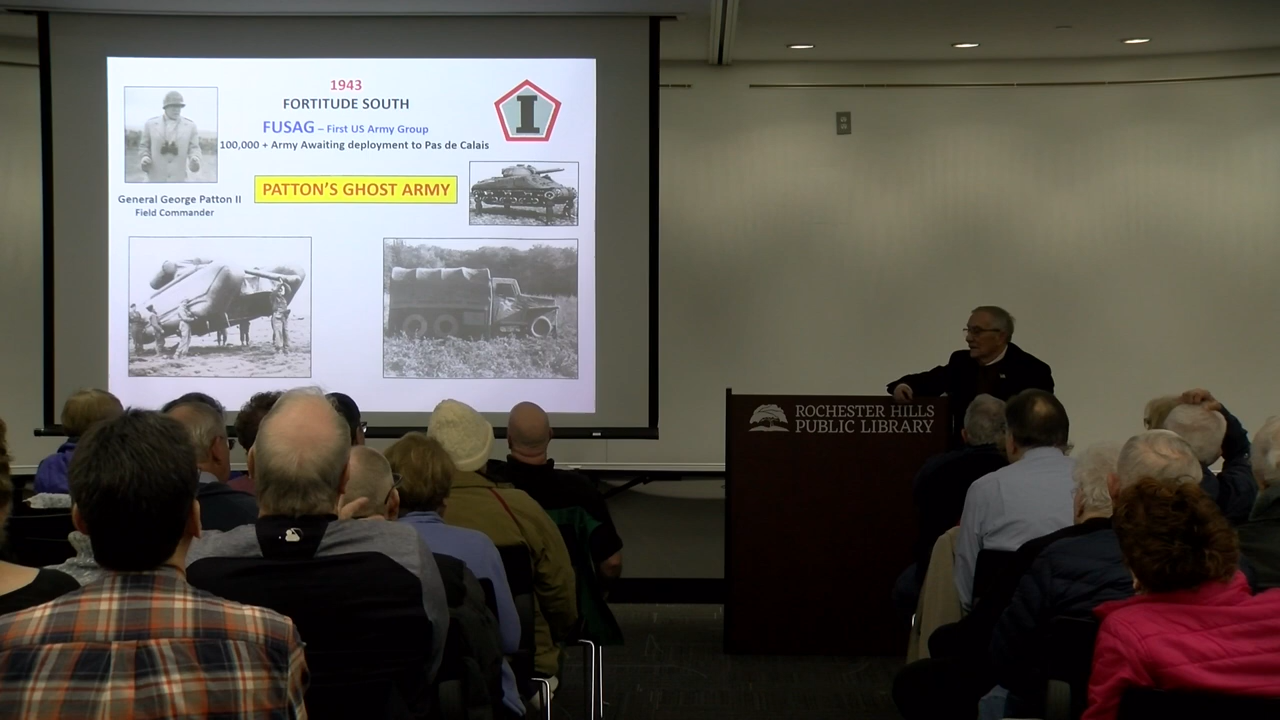 1943
FORTITUDE SOUTH
FUSAG – First US Army Group
100,000 + Army Awaiting deployment to Pas de Calais
I
PATTON'S GHOST ARMY
General George Patton II
Field Commander
ROCHESTER HILLS
PUBLIC LIBRARY